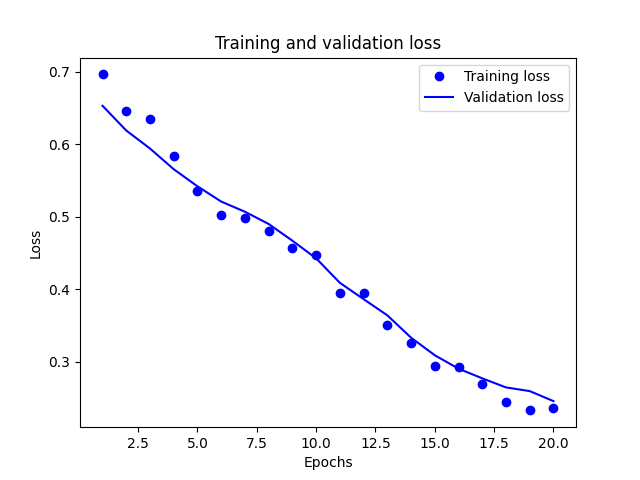 Training and validation loss
Training loss
Validation loss
0.7
0.6
0.5
0.4
0.3
Loss
2.5 5.0 7.5 10.0 12.5 15.0 17.5 20.0
Epochs